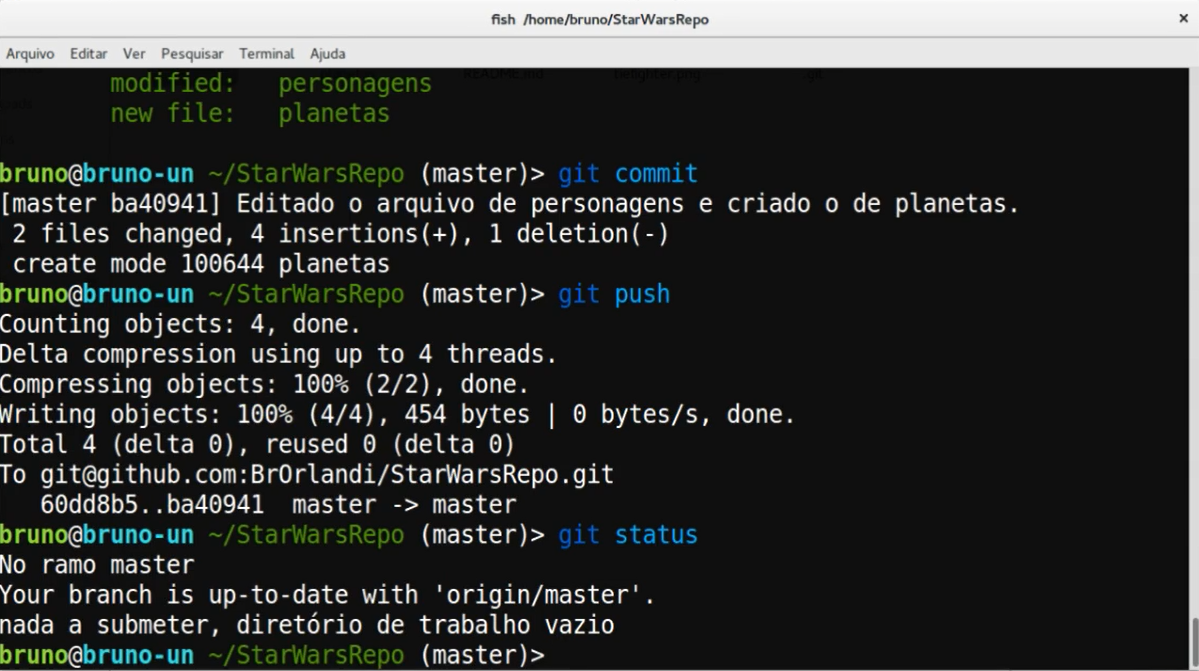 fish /home/bruno/StarWarsRepo
Arquivo Editar Ver Pesquisar Terminal Ajuda
modified: personagens
new file: planetas
bruno@bruno-un ~/StarWarsRepo (master)> git commit
[master ba40941] Editado o arquivo de personagens e criado o de planetas.
2 files changed, 4 insertions(+), 1 deletion(-)
create mode 100644 planetas
bruno@bruno-un ~/StarWarsRepo (master)> git push
Counting objects: 4, done.
Delta compression using up to 4 threads.
Compressing objects: 100% (2/2), done.
Writing objects: 100% (4/4), 454 bytes | 0 bytes/s, done.
Total 4 (delta 0), reused 0 (delta 0)
To git@github.com:BrOrlandi/StarWarsRepo.git
60dd8b5..ba40941 master -> master
bruno@bruno-un ~/StarWarsRepo (master)> git status
No ramo master
Your branch is up-to-date with 'origin/master'.
nada a submeter, diretório de trabalho vazio
bruno@bruno-un ~/StarWarsRepo (master)>